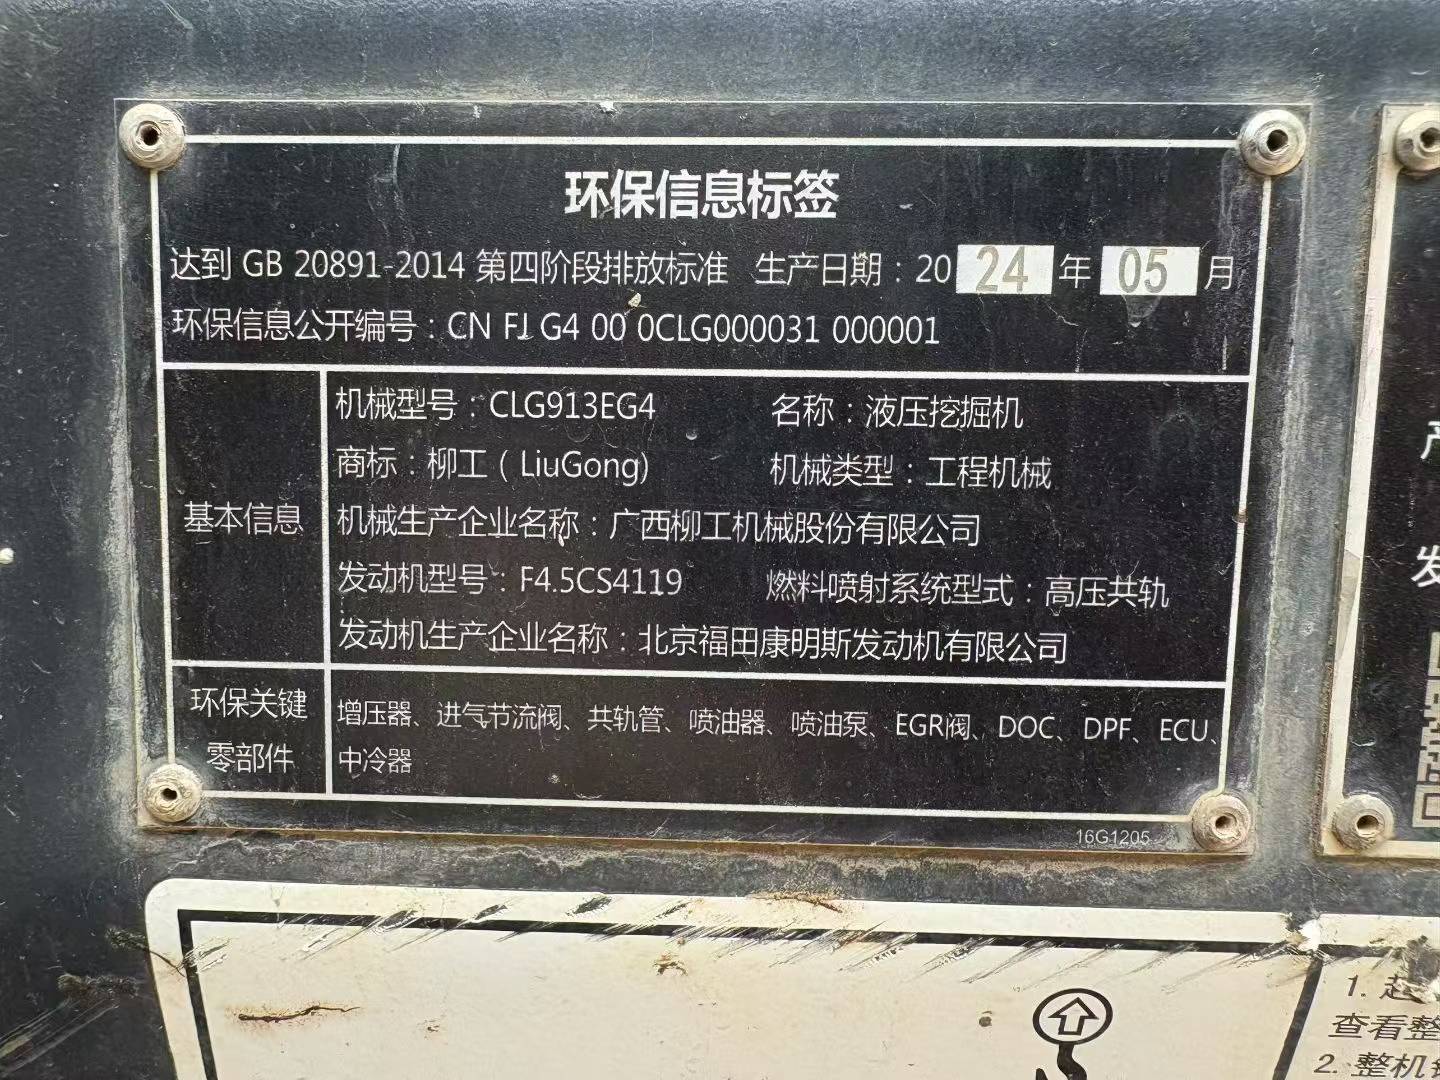 环保信息标签
达到 GB 20891-2014 第四阶段排放标准 生产日期：20 24 年 05 月
环保信息公开编号：CN FJ G4 00 0CLG000031 000001
基本信息
机械型号：CLG913EG4 名称：液压挖掘机
商标：柳工（LiuGong) 机械类型：工程机械
机械生产企业名称：广西柳工机械股份有限公司
发动机型号：F4.5CS4119 燃料喷射系统型式：高压共轨
发动机生产企业名称：北京福田康明斯发动机有限公司
环保关键
零部件
增压器、进气节流阀、共轨管、喷油器、喷油泵、EGR阀、DOC、DPF、ECU、
中冷器
16G1205
发
1. 起
查看整
2. 整机